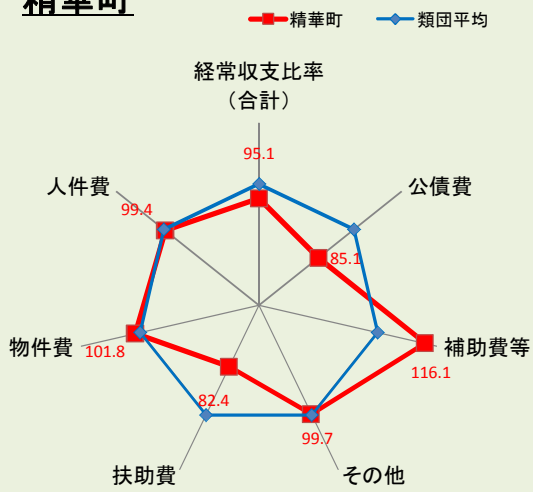 精華町
精華町 類団平均
経常収支比率
（合計）
95.1
人件費
公債費
99.4
85.1
物件費
101.8
補助費等
116.1
82.4
99.7
扶助費
その他